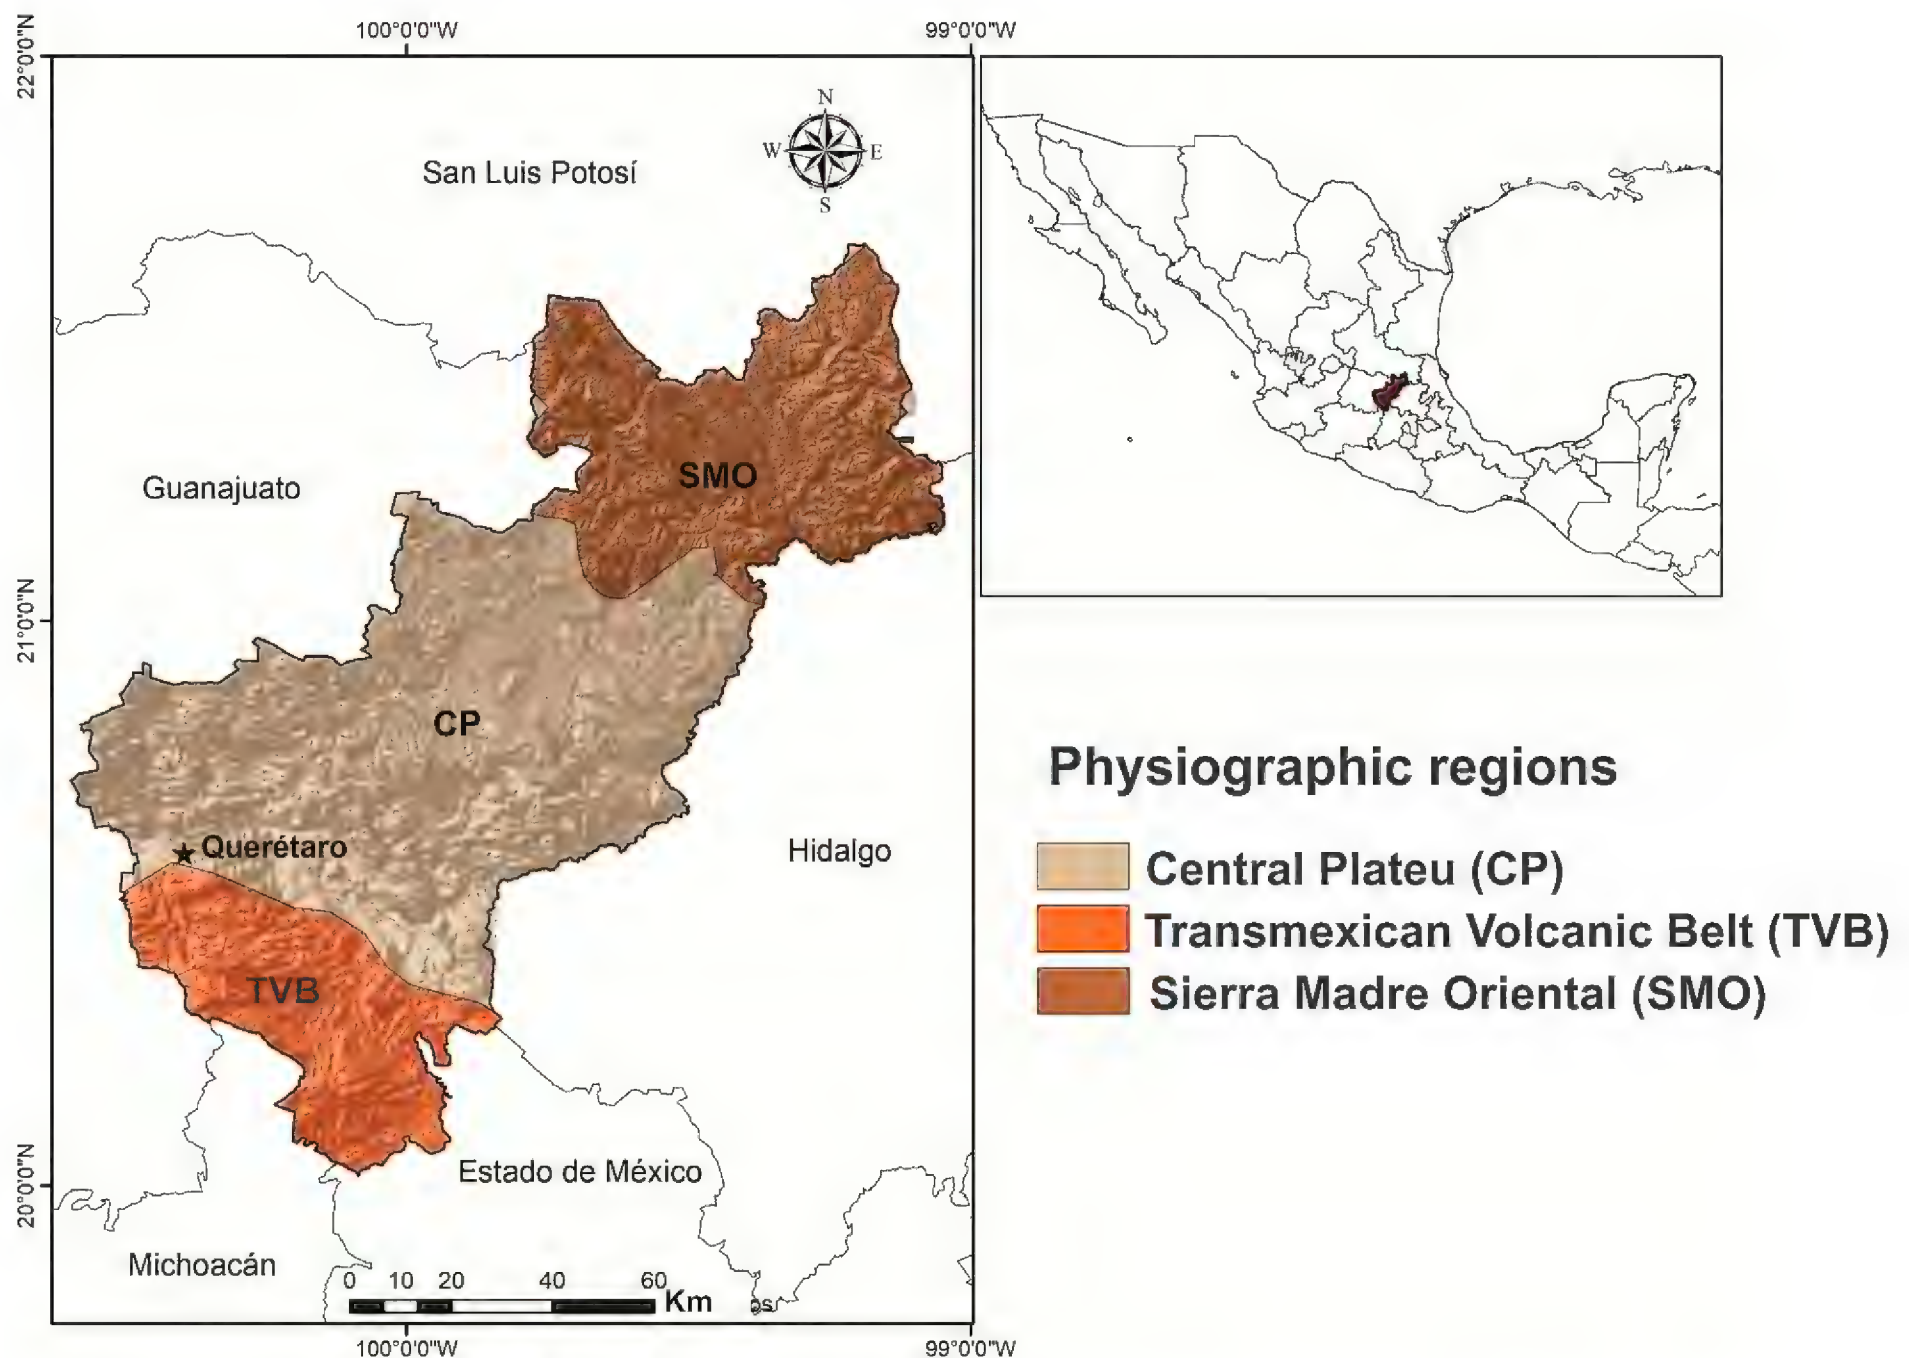 100°0'0"W
99°0'0"W
22°0'0"N
N
W
E
S
San Luis Potosí
SMO
Guanajuato
21°0'0"N
CP
Querétaro
Hidalgo
TVB
20°0'0"N
Estado de México
Michoacán
0 10 20 40 60
Km
os
100°0'0"W
99°0'0"W
Physiographic regions
Central Plateu (CP)
Transmexican Volcanic Belt (TVB)
Sierra Madre Oriental (SMO)